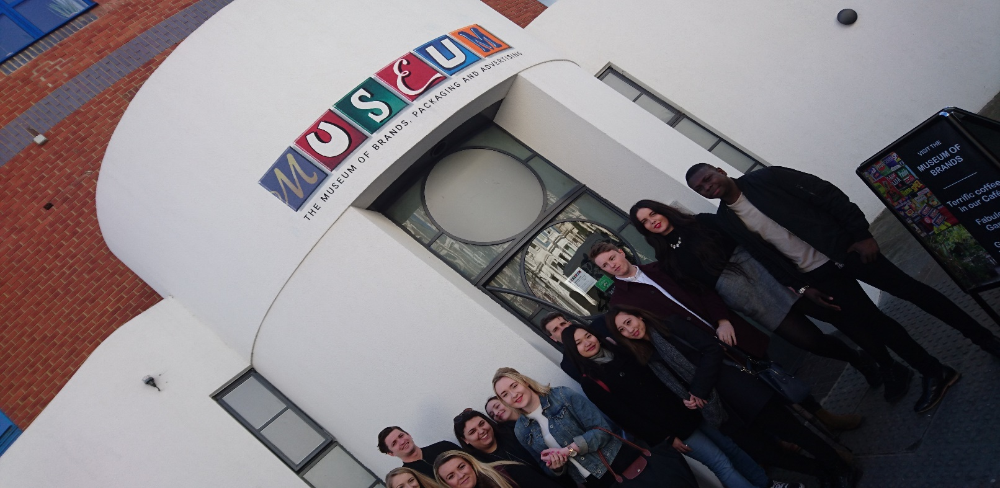 MUSEUM
THE MUSEUM OF BRANDS, PACKAGING AND ADVERTISING
VISIT THE
MUSEUM OF
BRANDS
Terrific coffee
in our Café